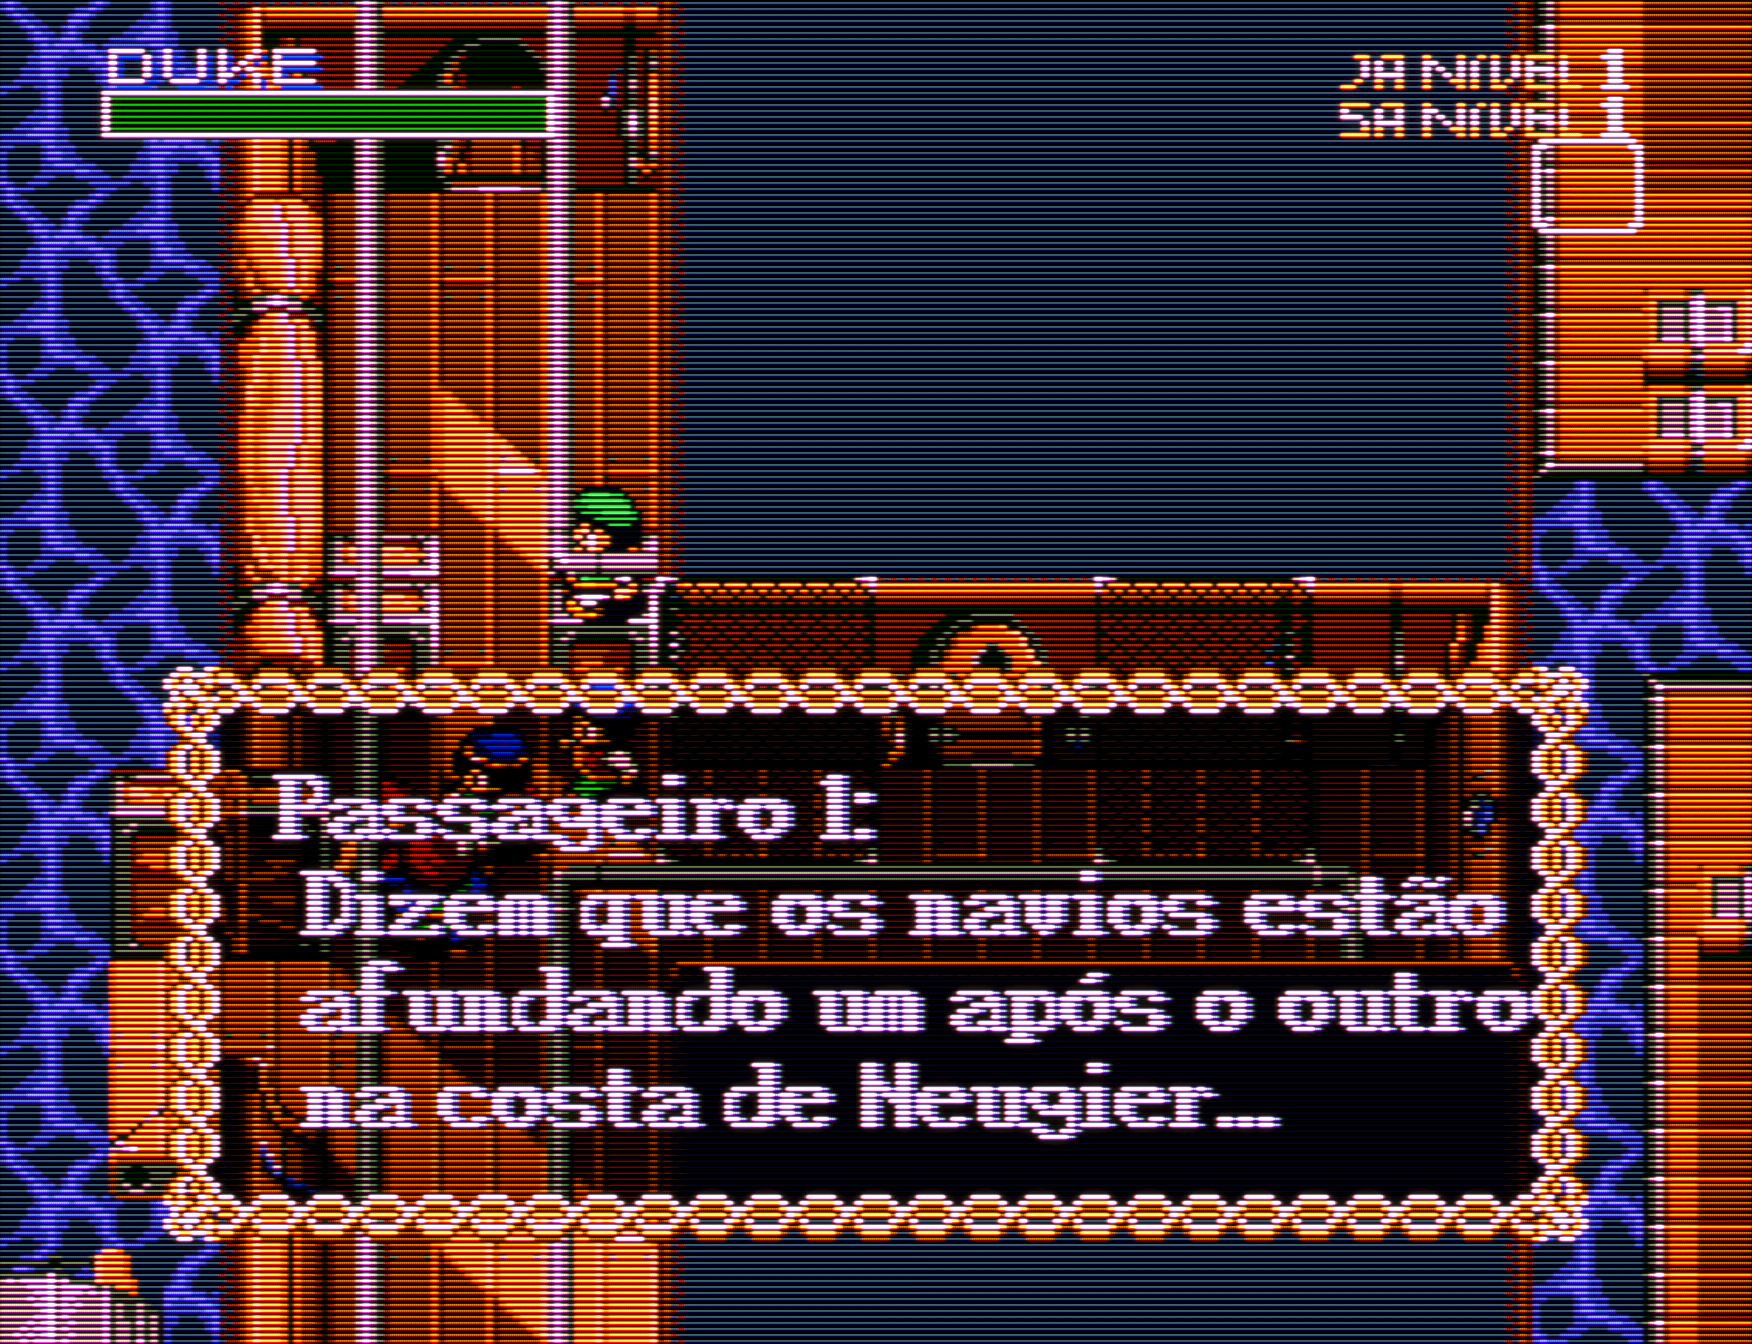 DUKE
JA NIVEL 1
SA NIVEL 1
Passageiro 1:
Dizem que os navios estão
afundando um após o outro
na costa de Neugier...